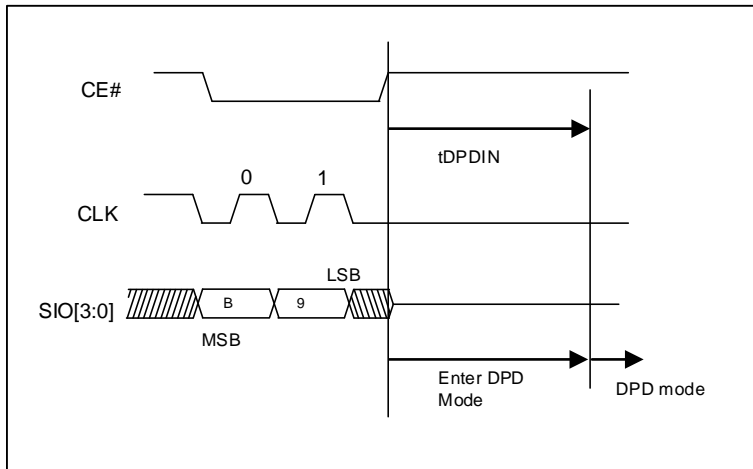 CE#
tDPDIN
0 1
CLK
LSB
SIO[3:0]
B 9
MSB
Enter DPD
Mode
DPD mode